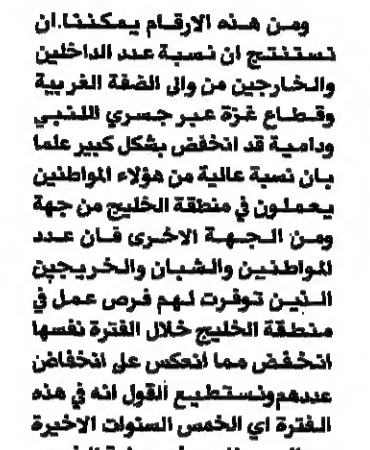 ومن هذه الارقام يمكننا.ان
نستنتج ان نسبة عدد الداخلين
والخارجين من والى الضفة الغربية
وقطاع غزة عبر جسري اللنبي
ودامية قد انخفض بشكل كبير علما
بان نسبة عالية من هؤلاء المواطنين
يعملون في منطقة الخليج من جهة
ومن الجهة الاخرى فان عدد
المواطنين والشبان والخريجين
الذين توفرت لهم فرص عمل في
منطقة الخليج خلال الفترة نفسها
انخفض مما انعكس على انخفاض
عددهم ونستطيع القول انه في هذه
الفترة اي الخمس السنوات الاخيرة